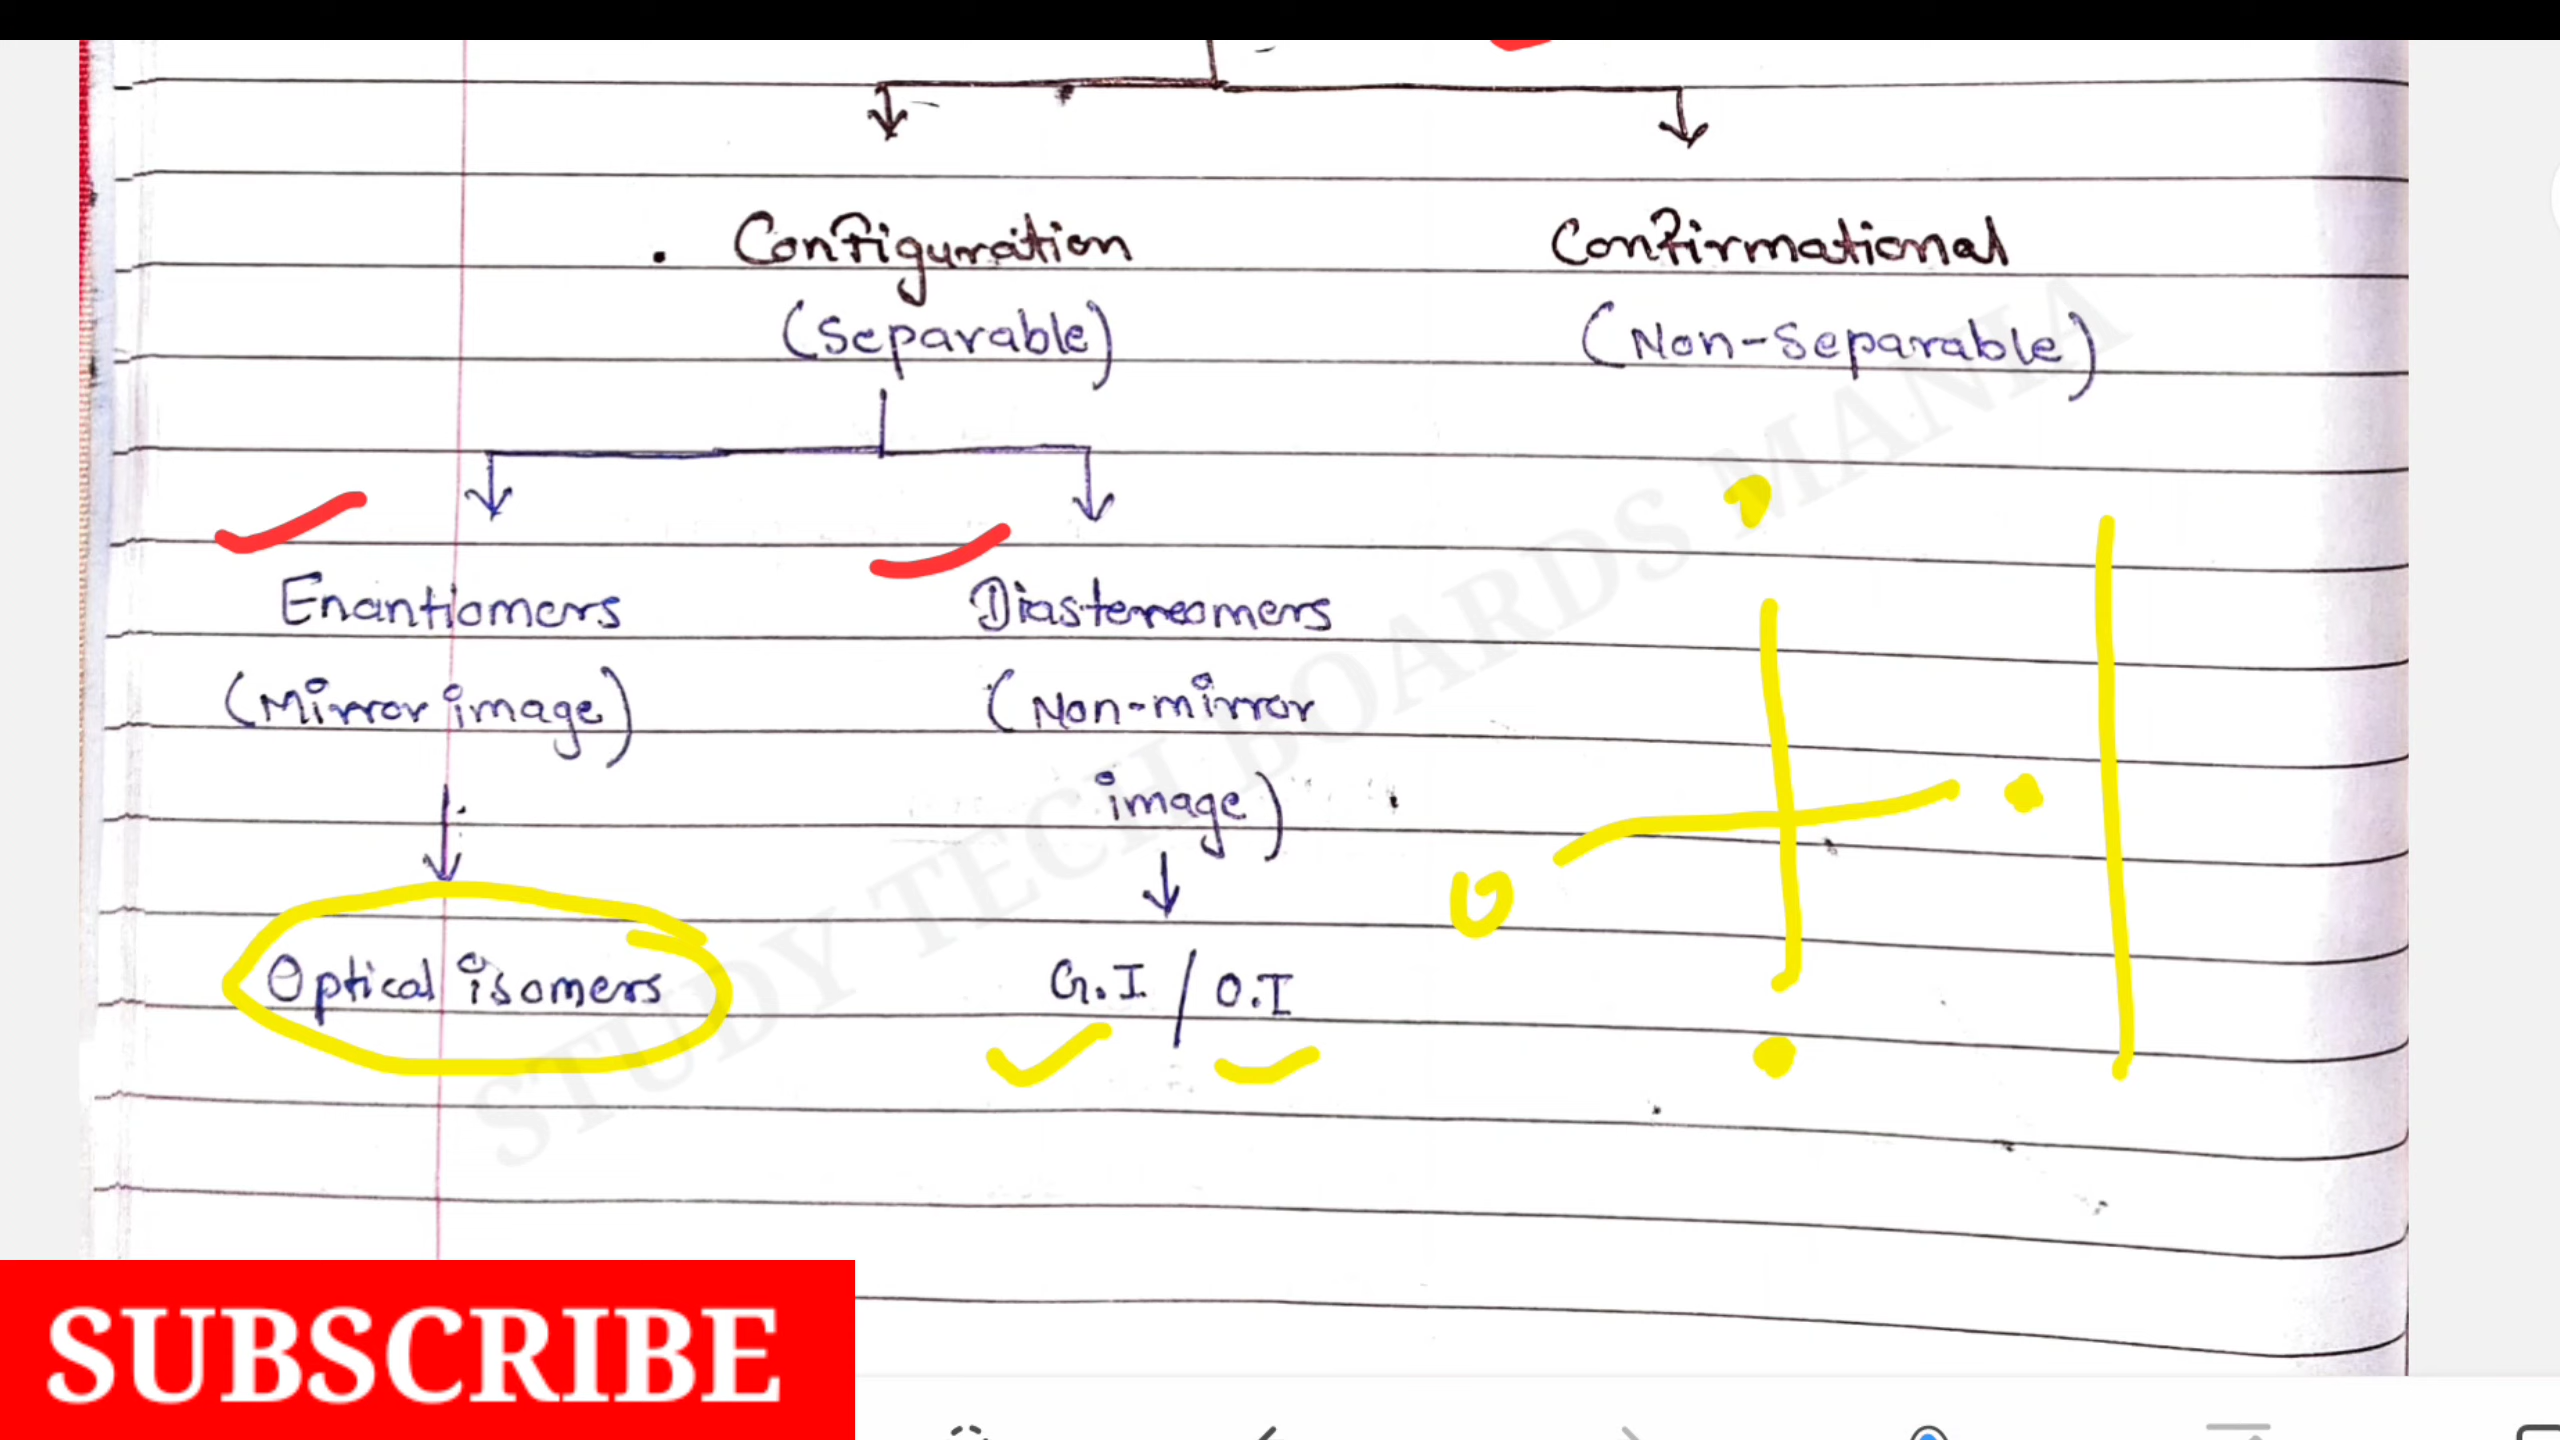 Configuration
Confirmational
(Separable)
(Non-Separable)
Enantiomers
Diastereomers
(Mirror image)
(Non-mirror
image)
Optical isomers
G.I / O.I
STUDY TECH BOARDS MANIA
SUBSCRIBE